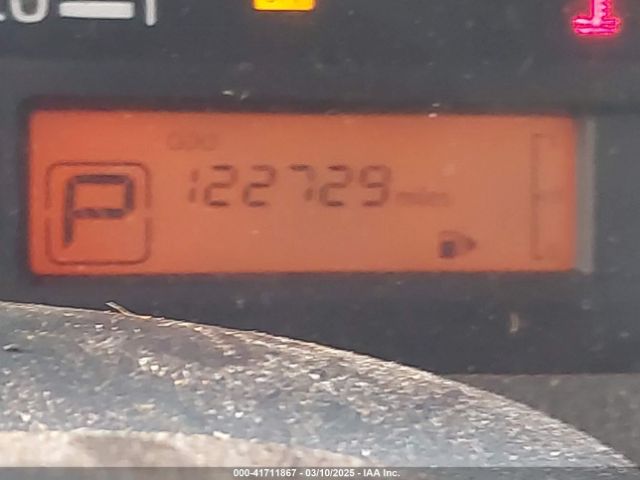 P
122729 miles
000-41711867 - 03/10/2025 - IAA Inc.